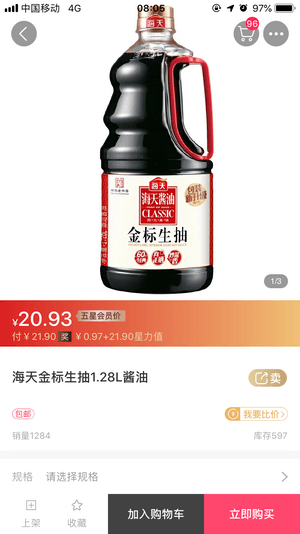 中国移动 4G 08:05 97%
96
海天
海天酱油
CLASSIC
金标生抽
1/3
¥20.93 五星会员价
付 ¥ 21.90 奖 ¥ 0.97+21.90星力值
海天金标生抽1.28L酱油
卖
包邮
我要比价>
销量1284
库存597
规格 请选择规格
上架
收藏
加入购物车
立即购买